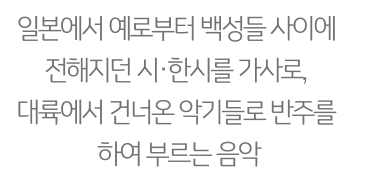 일본에서 예로부터 백성들 사이에
전해지던 시·한시를 가사로,
대륙에서 건너온 악기들로 반주를
하여 부르는 음악